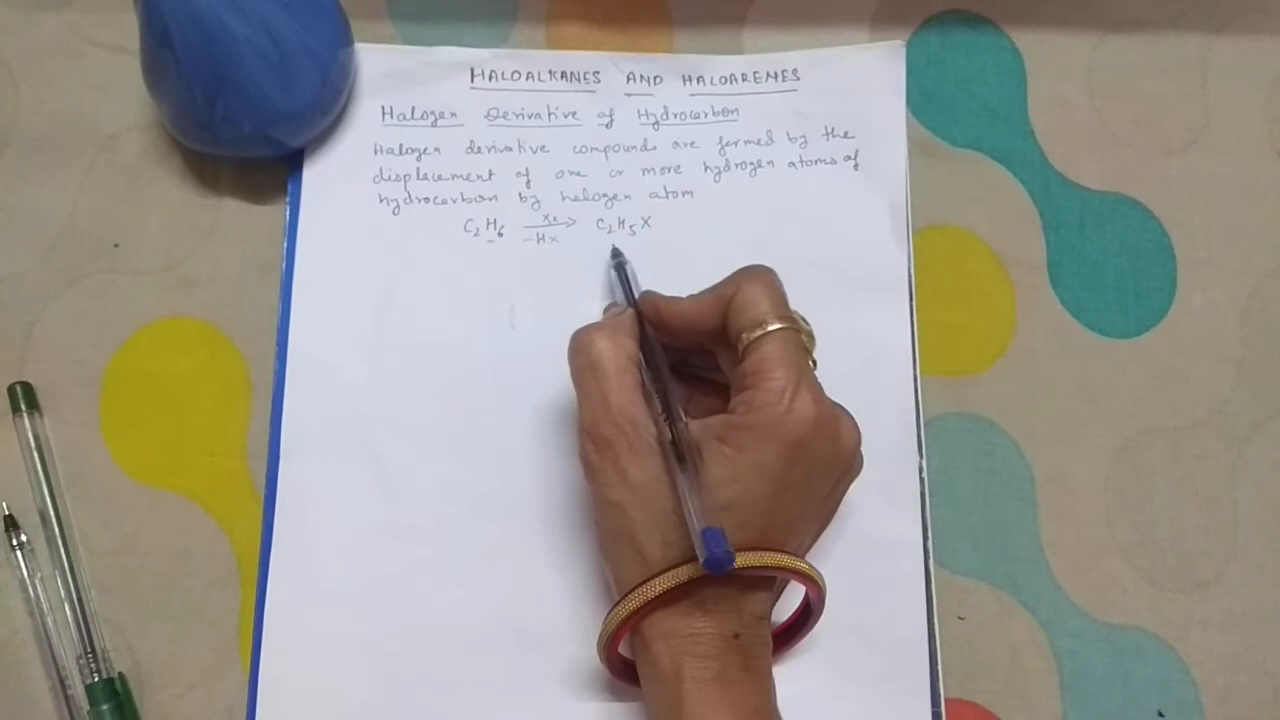 HALOALKANES AND HALOAREMES
Halogen Derivative of Hydrocarbon
Halogen derivative compounds are formed by the
displacement of one or more hydrogen atoms of
hydrocarbon by halogen atom
C₂H₆ —X₂/−HX→ C₂H₅X